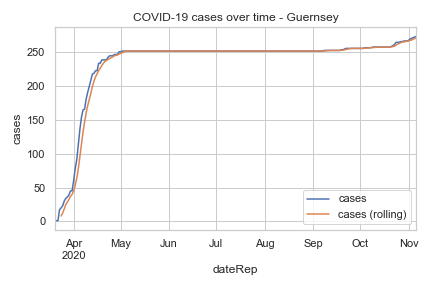 COVID-19 cases over time - Guernsey
cases
250
200
150
100
50
0
cases
cases (rolling)
Apr May Jun Jul Aug Sep Oct Nov
2020
dateRep